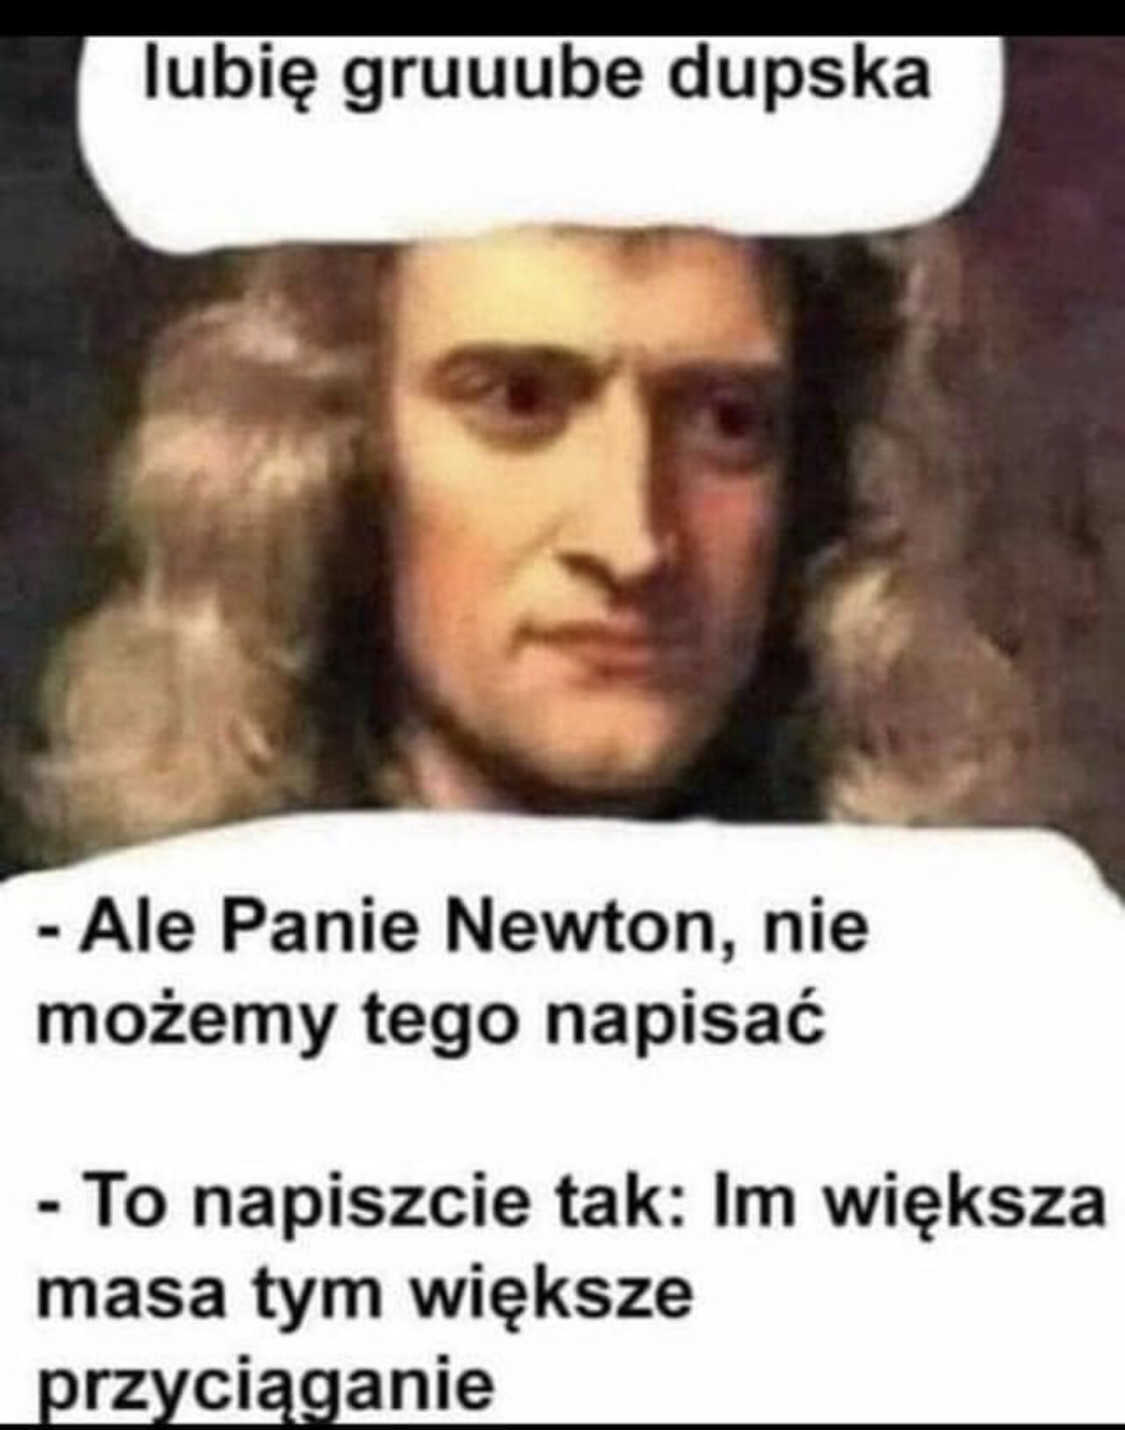 lubię gruuube dupska
- Ale Panie Newton, nie
możemy tego napisać
- To napiszcie tak: Im większa
masa tym większe
przyciąganie